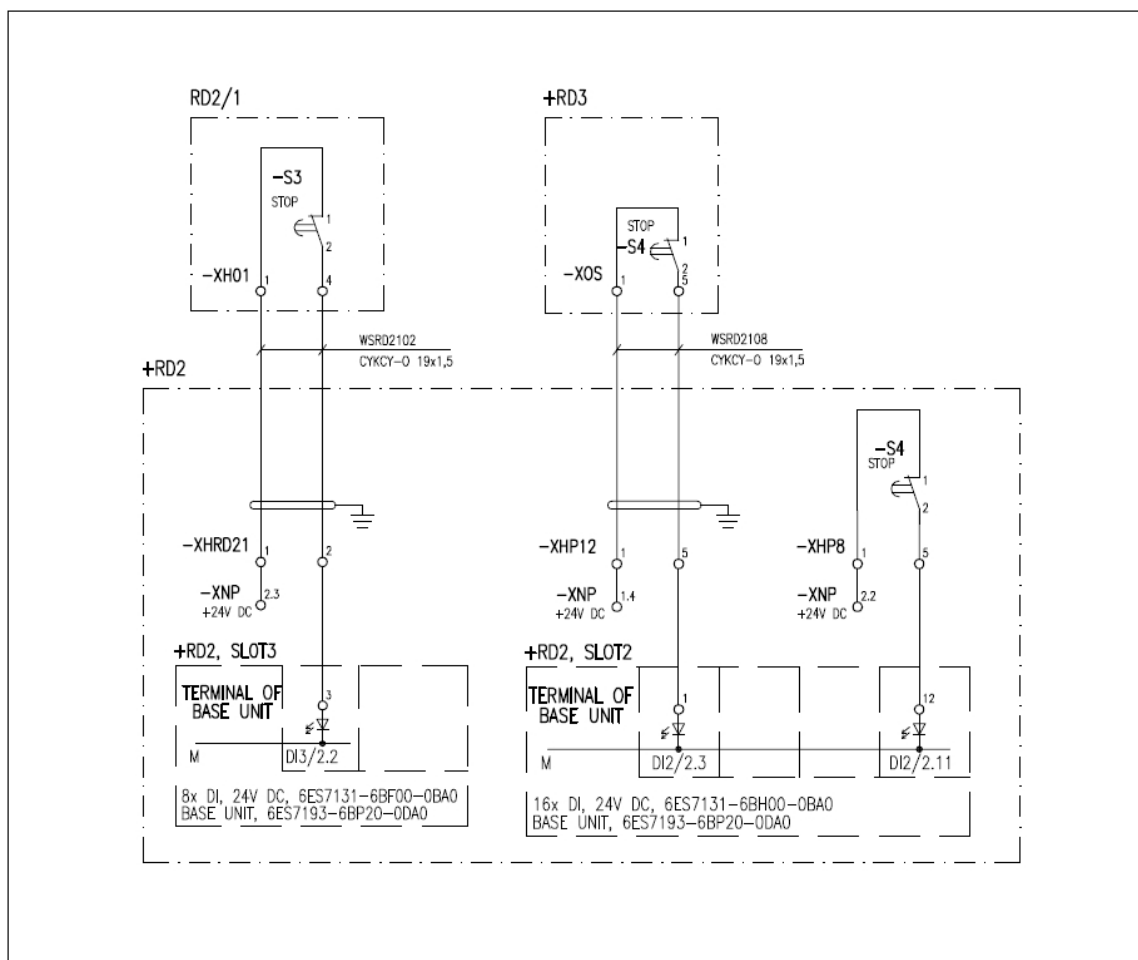 RD2/1
+RD3
-S3
STOP
1
2
-XH01
1
4
STOP
-S4
1
2
-XOS
1
5
WSRD2102
CYKCY-O 19x1,5
WSRD2108
CYKCY-O 19x1,5
+RD2
-S4
STOP
1
2
-XHRD21
1
2
-XNP
2.3
+24V DC
-XHP12
1
5
-XNP
1.4
+24V DC
-XHP8
1
5
-XNP
2.2
+24V DC
+RD2, SLOT3
TERMINAL OF
BASE UNIT
3
M
DI3/2.2
8x DI, 24V DC, 6ES7131-6BF00-0BA0
BASE UNIT, 6ES7193-6BP20-0DA0
+RD2, SLOT2
TERMINAL OF
BASE UNIT
1
12
M
DI2/2.3
DI2/2.11
16x DI, 24V DC, 6ES7131-6BH00-0BA0
BASE UNIT, 6ES7193-6BP20-0DA0